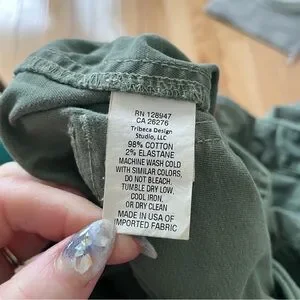 RN 128947
CA 26276
Tribeca Design
Studio, LLC
98% COTTON
2% ELASTANE
MACHINE WASH COLD
WITH SIMILAR COLORS,
DO NOT BLEACH.
TUMBLE DRY LOW.
COOL IRON.
OR DRY CLEAN
MADE IN USA OF
IMPORTED FABRIC